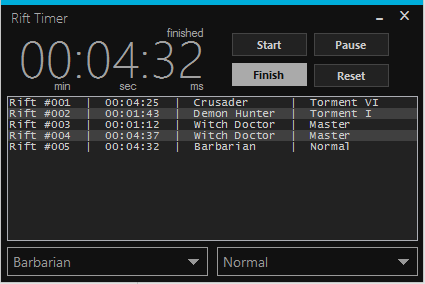 Rift Timer
finished
00:04:32
min sec ms
Start Pause
Finish Reset
Rift #001 | 00:04:25 | Crusader | Torment VI
Rift #002 | 00:01:43 | Demon Hunter | Torment I
Rift #003 | 00:01:12 | Witch Doctor | Master
Rift #004 | 00:04:37 | Witch Doctor | Master
Rift #005 | 00:04:32 | Barbarian | Normal
Barbarian Normal